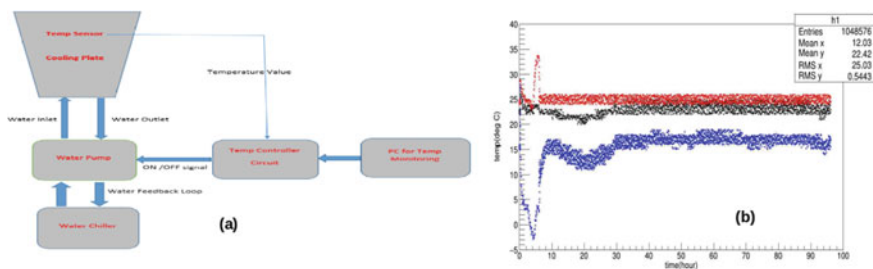 Temp Sensor
Cooling Plate
Temperature Value
Water Inlet
Water Outlet
Water Pump
ON /OFF signal
Temp Controller
Circuit
PC for Temp
Monitoring
Water Feedback Loop
Water Chiller
(a)
h1
Entries 1048576
Mean x 12.03
Mean y 22.42
RMS x 25.03
RMS y 0.5443
temp(deg C)
40
35
30
25
20
15
10
5
0
−5
0 10 20 30 40 50 60 70 80 90 100
time(hour)
(b)